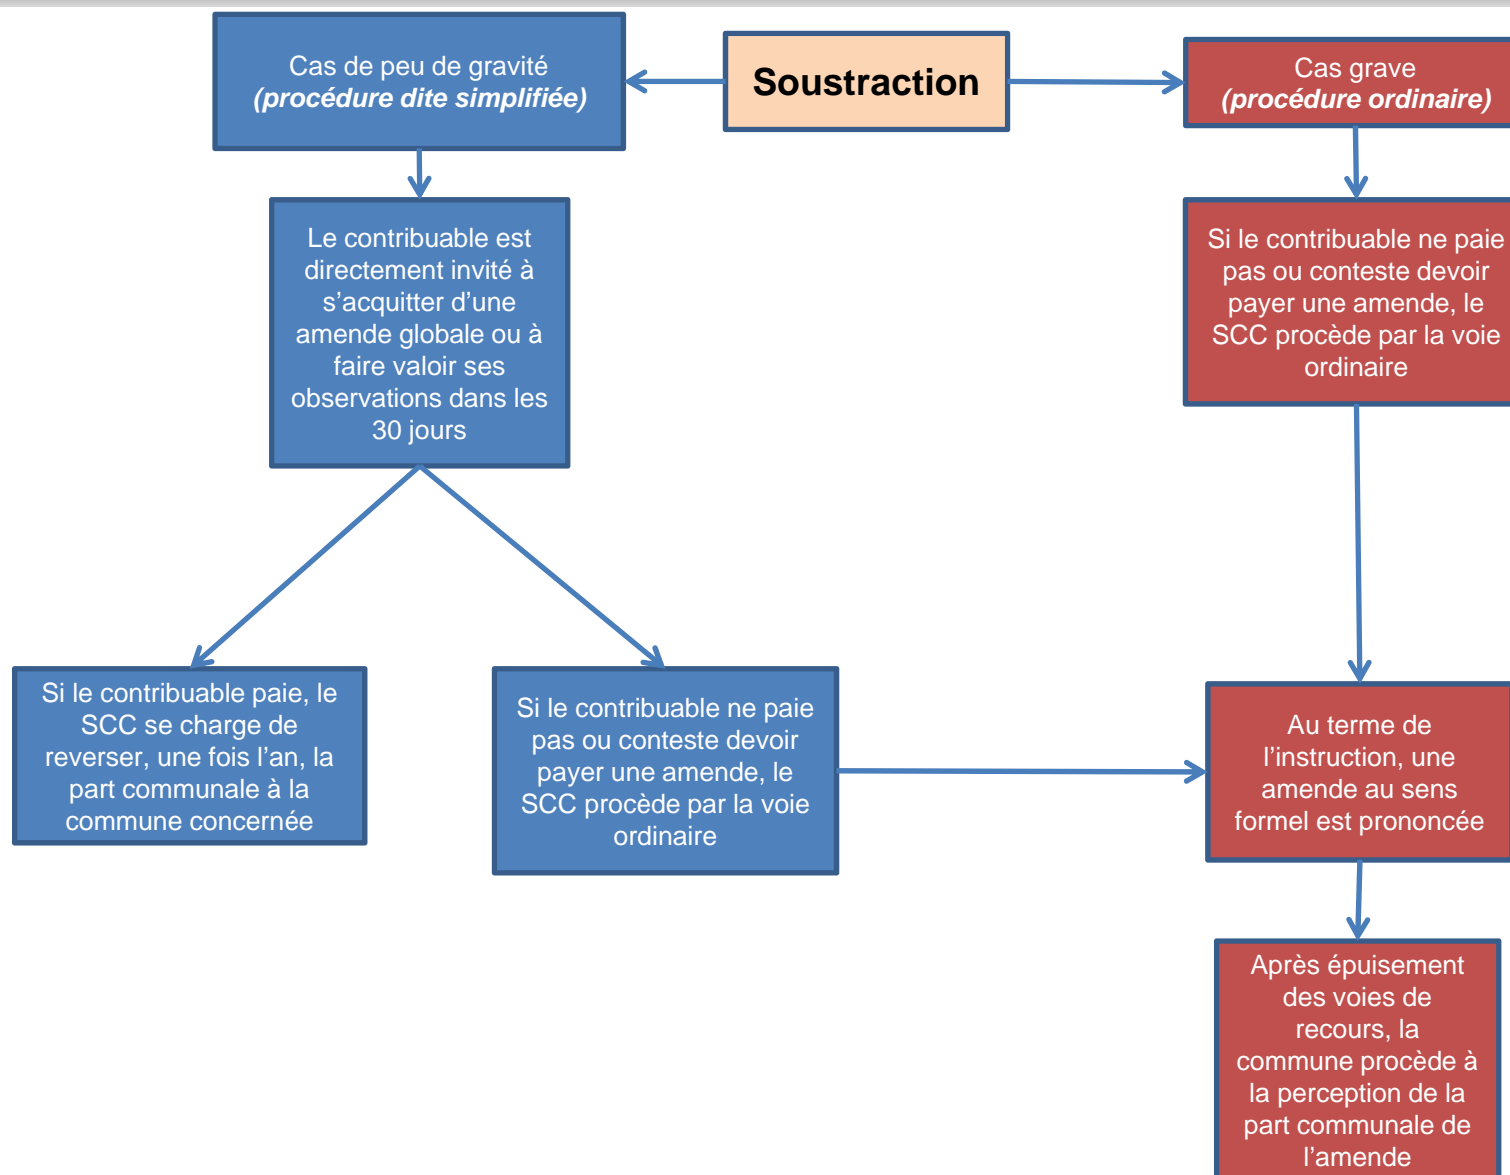 Cas de peu de gravité
(procédure dite simplifiée)
Soustraction
Cas grave
(procédure ordinaire)
Le contribuable est
directement invité à
s’acquitter d’une
amende globale ou à
faire valoir ses
observations dans les
30 jours
Si le contribuable ne paie
pas ou conteste devoir
payer une amende, le
SCC procède par la voie
ordinaire
Si le contribuable paie, le
SCC se charge de
reverser, une fois l’an, la
part communale à la
commune concernée
Si le contribuable ne paie
pas ou conteste devoir
payer une amende, le
SCC procède par la voie
ordinaire
Au terme de
l’instruction, une
amende au sens
formel est prononcée
Après épuisement
des voies de
recours, la
commune procède à
la perception de la
part communale de
l’amende